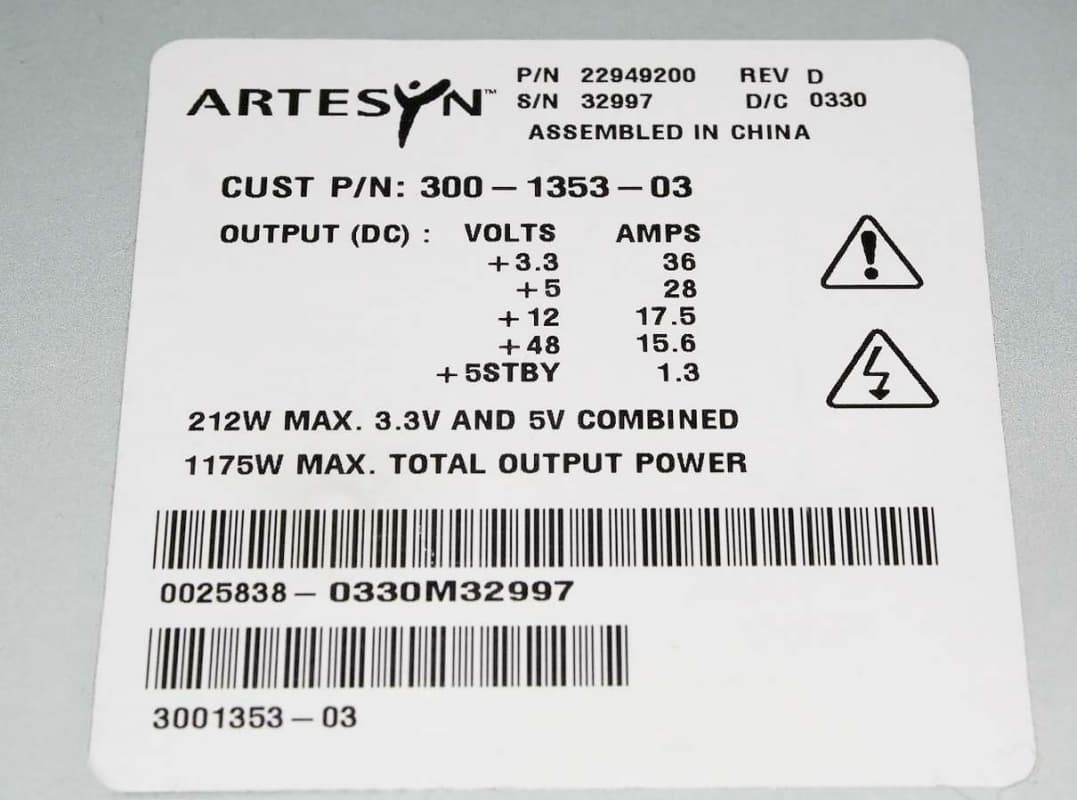 ARTESYN™ P/N 22949200 REV D
S/N 32997 D/C 0330
ASSEMBLED IN CHINA
CUST P/N: 300-1353-03
OUTPUT (DC) : VOLTS AMPS
+3.3 36
+5 28
+12 17.5
+48 15.6
+5STBY 1.3
212W MAX. 3.3V AND 5V COMBINED
1175W MAX. TOTAL OUTPUT POWER
0025838-0330M32997
3001353-03